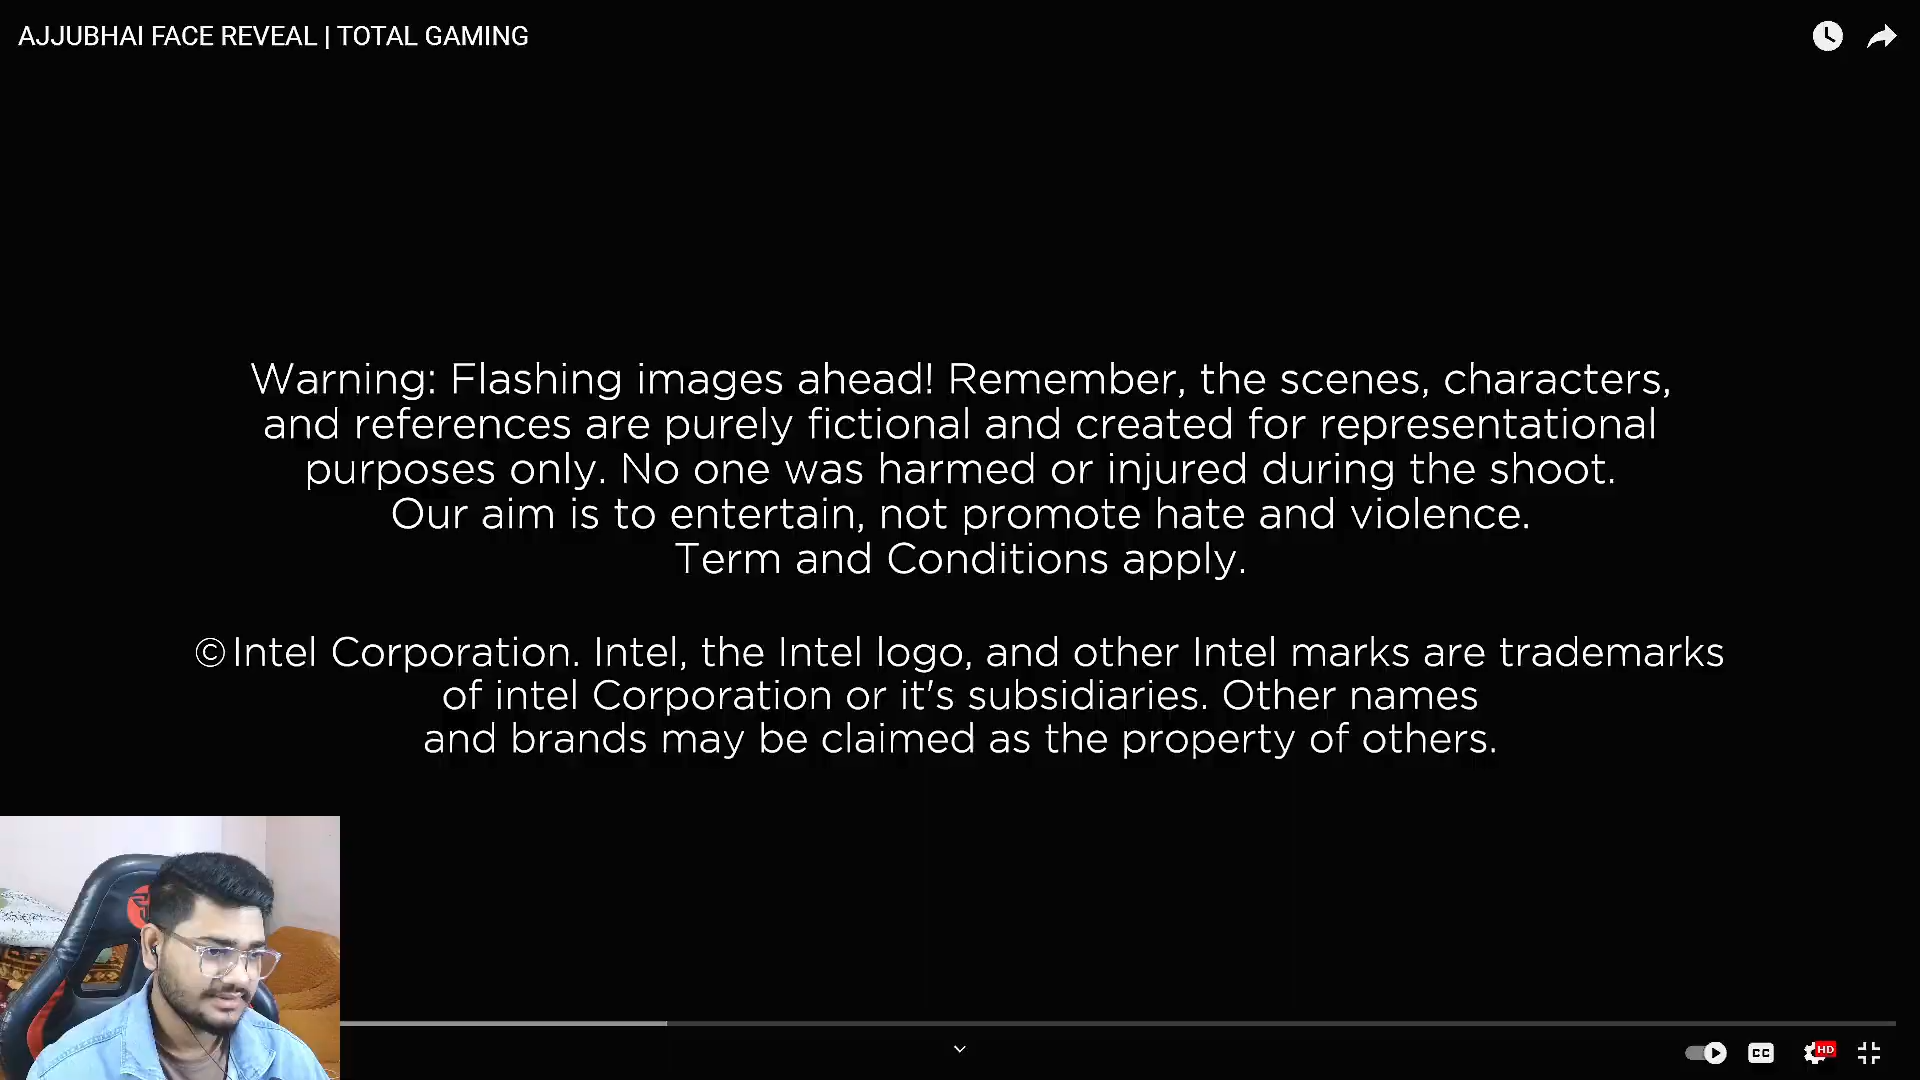 AJJUBHAI FACE REVEAL | TOTAL GAMING
Warning: Flashing images ahead! Remember, the scenes, characters,
and references are purely fictional and created for representational
purposes only. No one was harmed or injured during the shoot.
Our aim is to entertain, not promote hate and violence.
Term and Conditions apply.
©Intel Corporation. Intel, the Intel logo, and other Intel marks are trademarks
of intel Corporation or it's subsidiaries. Other names
and brands may be claimed as the property of others.
CC
HD